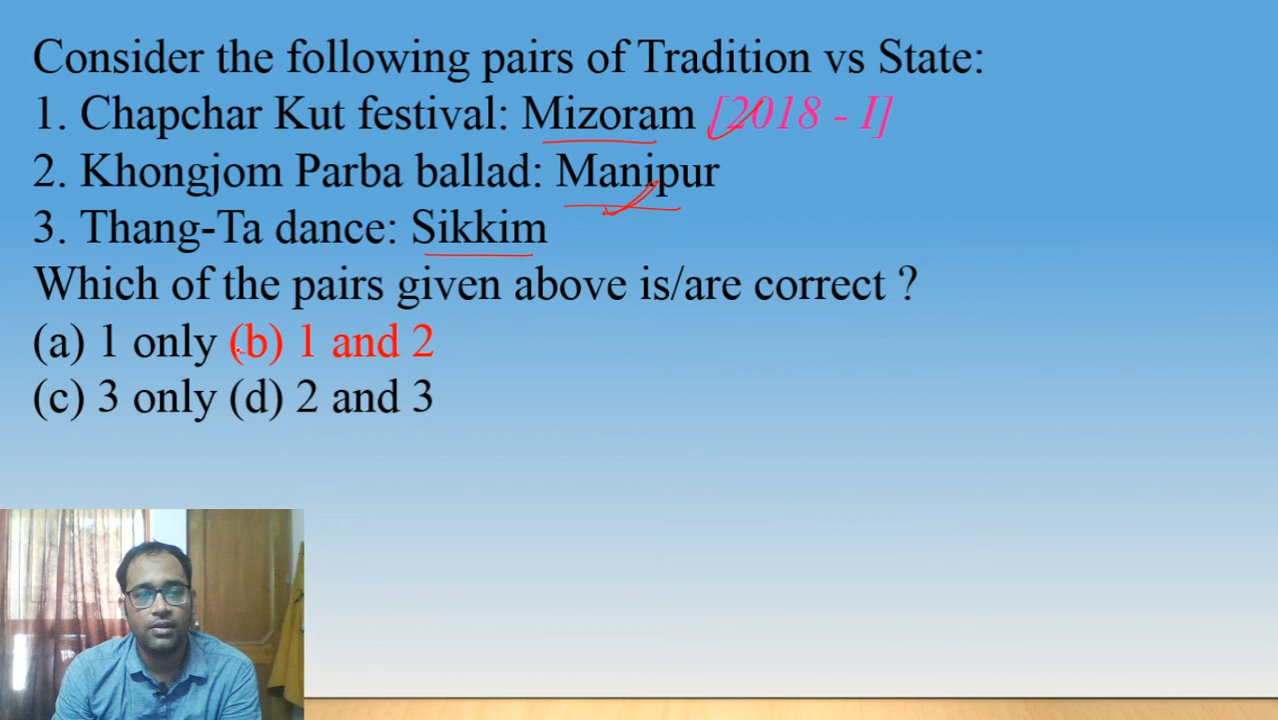 Consider the following pairs of Tradition vs State:
1. Chapchar Kut festival: Mizoram [2018 - I]
2. Khongjom Parba ballad: Manipur
3. Thang-Ta dance: Sikkim
Which of the pairs given above is/are correct ?
(a) 1 only (b) 1 and 2
(c) 3 only (d) 2 and 3